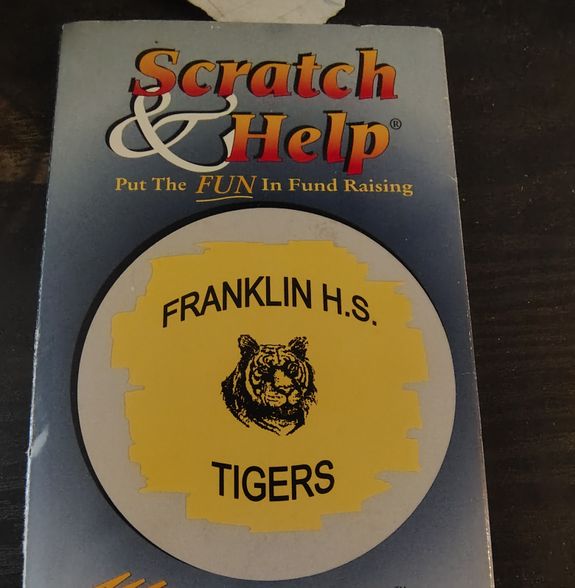 Scratch
& Help®
Put The FUN In Fund Raising
FRANKLIN H.S.
TIGERS